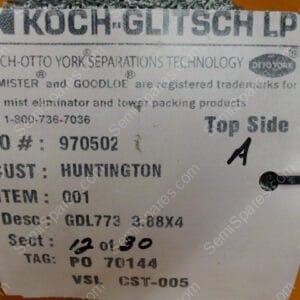 KOCH-GLITSCH LP
CH-OTTO YORK SEPARATIONS TECHNOLOGY
OTTO YORK
MISTER® and GOODLOE® are registered trademarks for
mist eliminator and tower packing products
1-800-736-7036
Top Side
A
O #: 970502
CUST: HUNTINGTON
ITEM: 001
Desc: GDL773 3.88X4
Sect: 12 of 30
TAG: PO 70144
VSL CST-005
SemiSpares.com